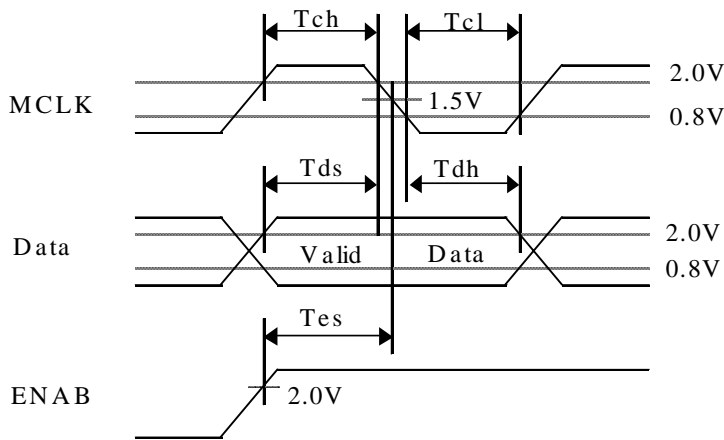 Tch Tcl
2.0V
MCLK 1.5V
0.8V
Tds Tdh
Data 2.0V
Valid Data
0.8V
Tes
ENAB 2.0V